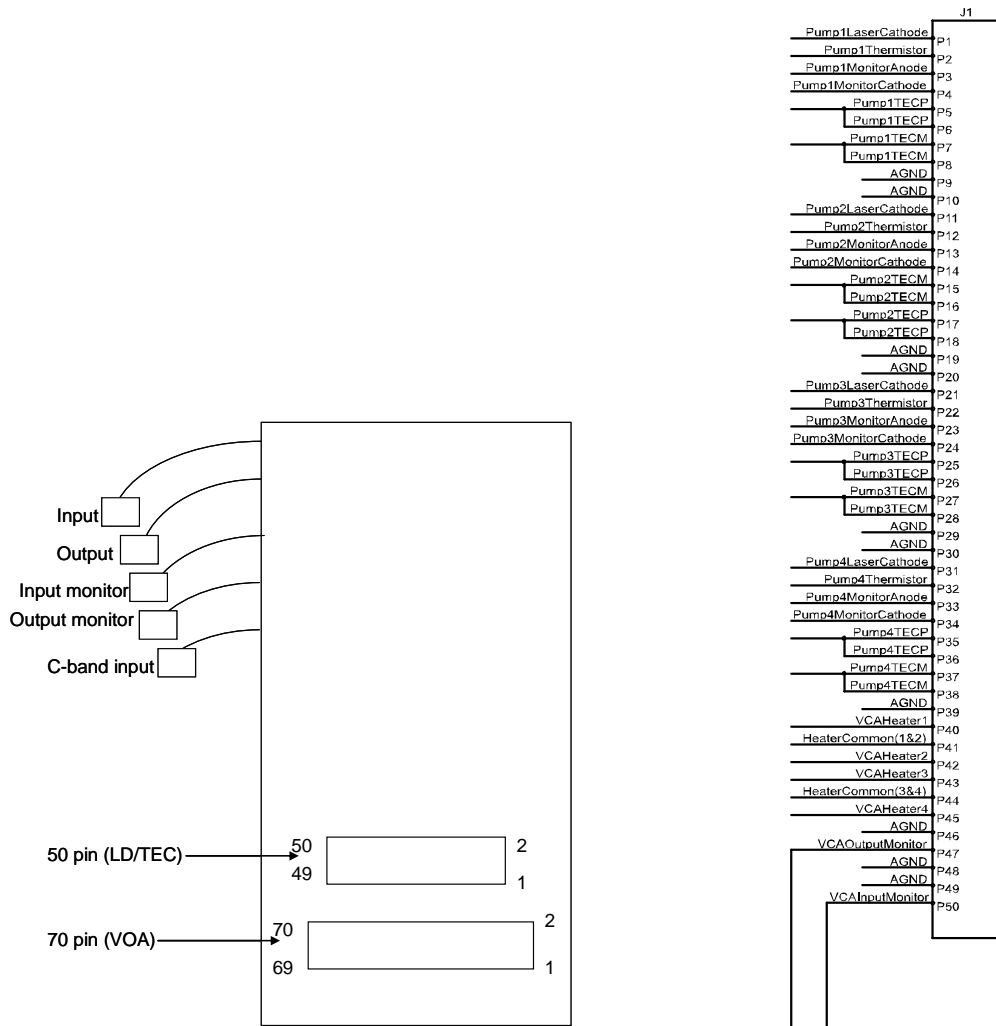 Input
Output
Input monitor
Output monitor
C-band input
50 pin (LD/TEC)
50
2
49
1
70 pin (VOA)
70
2
69
1
J1
Pump1LaserCathode P1
Pump1Thermistor P2
Pump1MonitorAnode P3
Pump1MonitorCathode P4
Pump1TECP P5
Pump1TECP P6
Pump1TECM P7
Pump1TECM P8
AGND P9
AGND P10
Pump2LaserCathode P11
Pump2Thermistor P12
Pump2MonitorAnode P13
Pump2MonitorCathode P14
Pump2TECM P15
Pump2TECM P16
Pump2TECP P17
Pump2TECP P18
AGND P19
AGND P20
Pump3LaserCathode P21
Pump3Thermistor P22
Pump3MonitorAnode P23
Pump3MonitorCathode P24
Pump3TECP P25
Pump3TECP P26
Pump3TECM P27
Pump3TECM P28
AGND P29
AGND P30
Pump4LaserCathode P31
Pump4Thermistor P32
Pump4MonitorAnode P33
Pump4MonitorCathode P34
Pump4TECP P35
Pump4TECP P36
Pump4TECM P37
Pump4TECM P38
AGND P39
VCAHeater1 P40
HeaterCommon(1&2) P41
VCAHeater2 P42
VCAHeater3 P43
HeaterCommon(3&4) P44
VCAHeater4 P45
AGND P46
VCAOutputMonitor P47
AGND P48
AGND P49
VCAInputMonitor P50